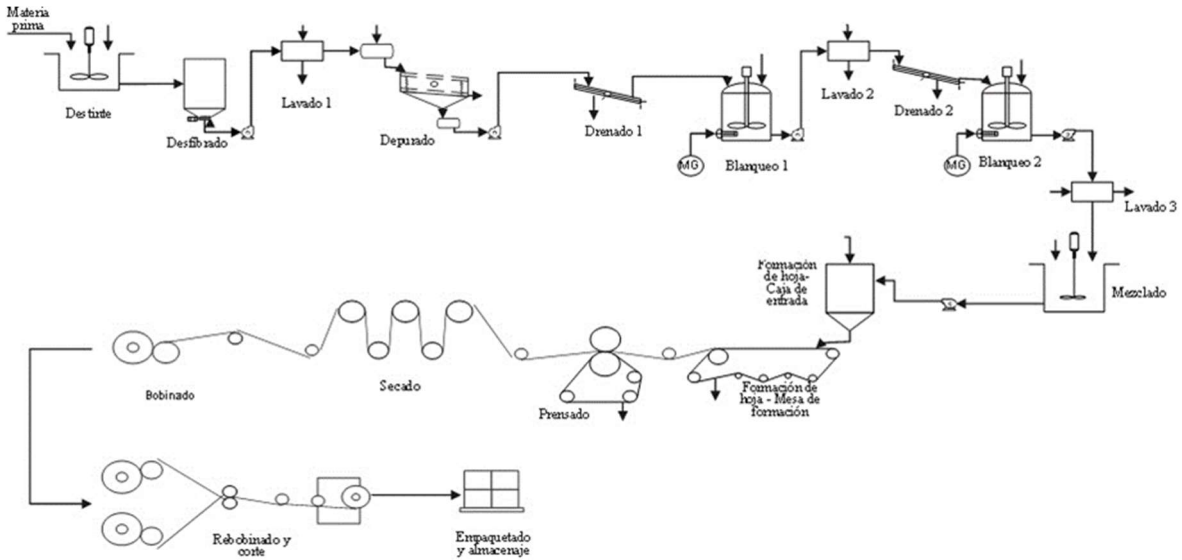 Materia
prima
Destinte
Desfibrado
Lavado 1
Depurado
Drenado 1
MG
Blanqueo 1
Lavado 2
Drenado 2
MG
Blanqueo 2
Lavado 3
Mezclado
Formación
de hoja-
Caja de
entrada
Formación de
hoja - Mesa de
formación
Prensado
Secado
Bobinado
Rebobinado y
corte
Empaquetado
y almacenaje